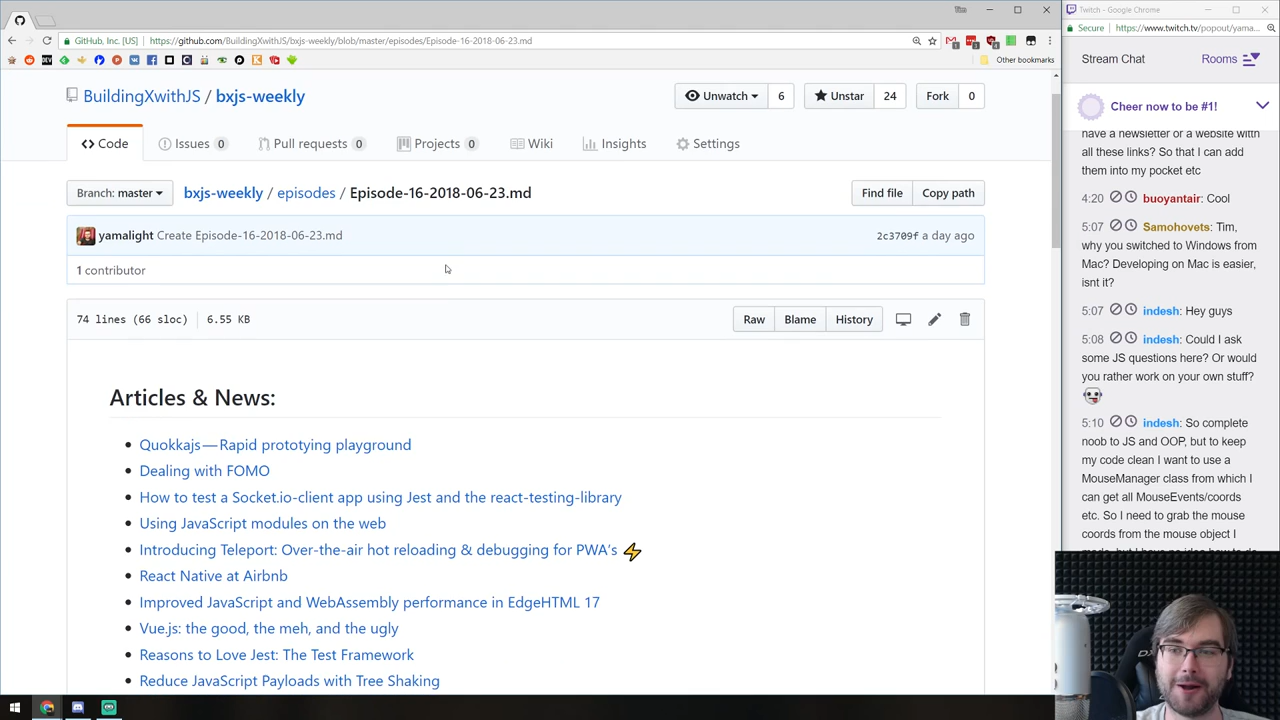 Tim
Twitch - Google Chrome
GitHub, Inc. [US] https://github.com/BuildingXwithJS/bxjs-weekly/blob/master/episodes/Episode-16-2018-06-23.md
Secure https://www.twitch.tv/popout/yama...
Other bookmarks
BuildingXwithJS / bxjs-weekly
Unwatch 6 Unstar 24 Fork 0
Code Issues 0 Pull requests 0 Projects 0 Wiki Insights Settings
Branch: master bxjs-weekly / episodes / Episode-16-2018-06-23.md Find file Copy path
yamalight Create Episode-16-2018-06-23.md 2c3709f a day ago
1 contributor
74 lines (66 sloc) 6.55 KB Raw Blame History
Articles & News:
Quokkajs — Rapid prototying playground
Dealing with FOMO
How to test a Socket.io-client app using Jest and the react-testing-library
Using JavaScript modules on the web
Introducing Teleport: Over-the-air hot reloading & debugging for PWA's ⚡
React Native at Airbnb
Improved JavaScript and WebAssembly performance in EdgeHTML 17
Vue.js: the good, the meh, and the ugly
Reasons to Love Jest: The Test Framework
Reduce JavaScript Payloads with Tree Shaking
Stream Chat Rooms
Cheer now to be #1!
have a newsletter or a website witth
all these links? So that I can add
them into my pocket etc
4:20 buoyantair: Cool
5:07 Samohovets: Tim,
why you switched to Windows from
Mac? Developing on Mac is easier,
isnt it?
5:07 indesh: Hey guys
5:08 indesh: Could I ask
some JS questions here? Or would
you rather work on your own stuff?
5:10 indesh: So complete
noob to JS and OOP, but to keep
my code clean I want to use a
MouseManager class from which I
can get all MouseEvents/coords
etc. So I need to grab the mouse
coords from the mouse object I